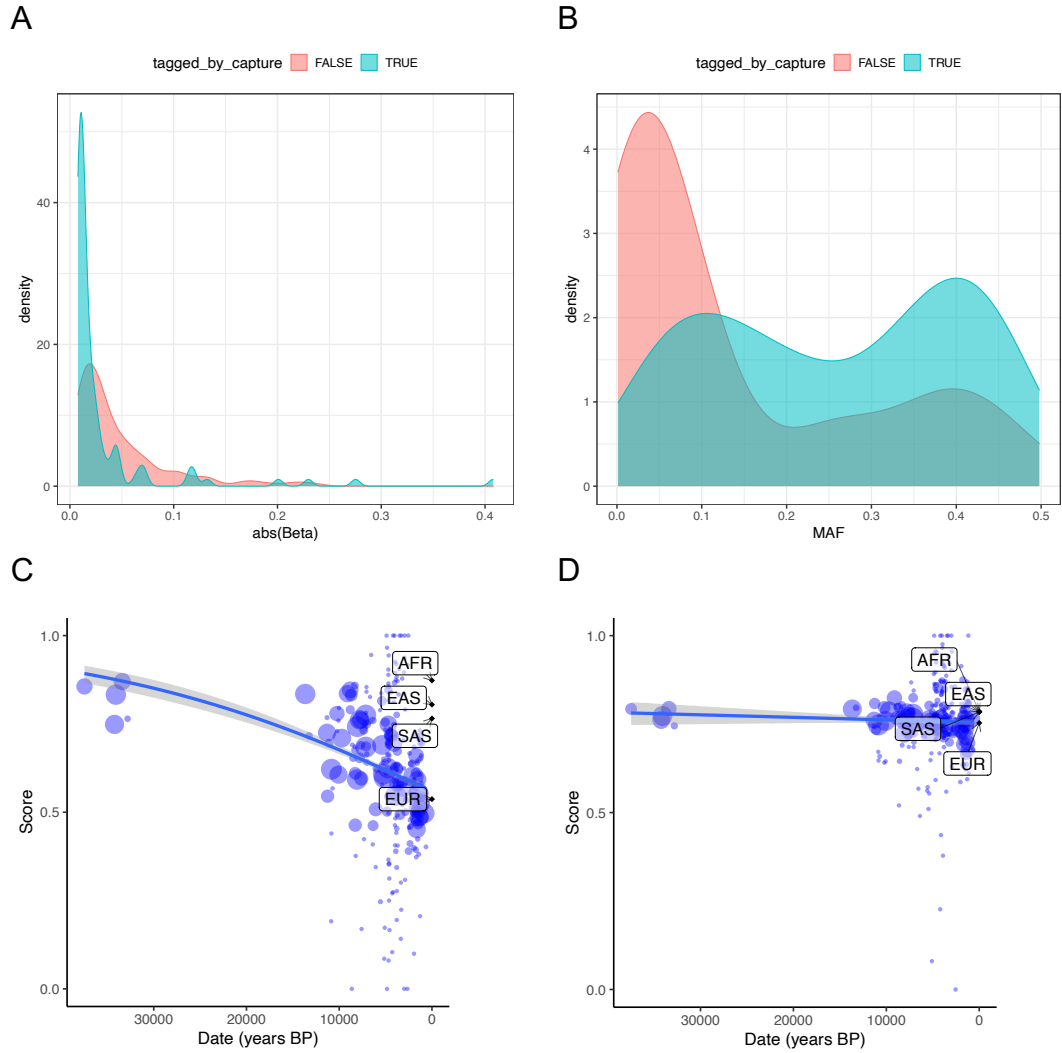 A
tagged_by_capture FALSE TRUE
density
40
20
0
0.0 0.1 0.2 0.3 0.4
abs(Beta)
B
tagged_by_capture FALSE TRUE
density
4
3
2
1
0
0.0 0.1 0.2 0.3 0.4 0.5
MAF
C
Score
1.0
0.5
0.0
AFR
EAS
SAS
EUR
30000 20000 10000 0
Date (years BP)
D
Score
1.0
0.5
0.0
AFR
EAS
SAS
EUR
30000 20000 10000 0
Date (years BP)